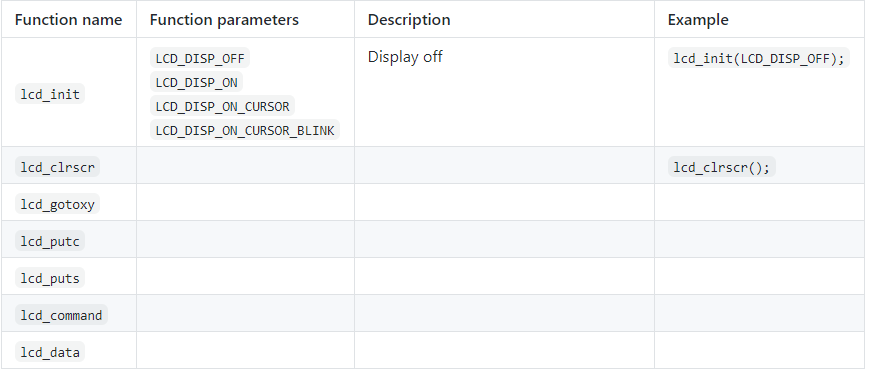 Function name Function parameters Description Example
lcd_init LCD_DISP_OFF Display off lcd_init(LCD_DISP_OFF);
LCD_DISP_ON
LCD_DISP_ON_CURSOR
LCD_DISP_ON_CURSOR_BLINK
lcd_clrscr lcd_clrscr();
lcd_gotoxy
lcd_putc
lcd_puts
lcd_command
lcd_data